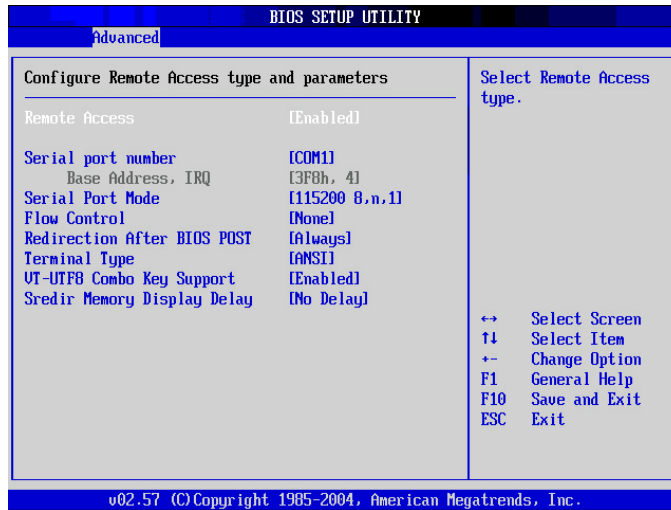 BIOS SETUP UTILITY
Advanced
Configure Remote Access type and parameters
Remote Access [Enabled]
Serial port number [COM1]
Base Address, IRQ [3F8h, 4]
Serial Port Mode [115200 8,n,1]
Flow Control [None]
Redirection After BIOS POST [Always]
Terminal Type [ANSI]
VT-UTF8 Combo Key Support [Enabled]
Sredir Memory Display Delay [No Delay]
Select Remote Access
type.
↔ Select Screen
↑↓ Select Item
+- Change Option
F1 General Help
F10 Save and Exit
ESC Exit
v02.57 (C)Copyright 1985-2004, American Megatrends, Inc.